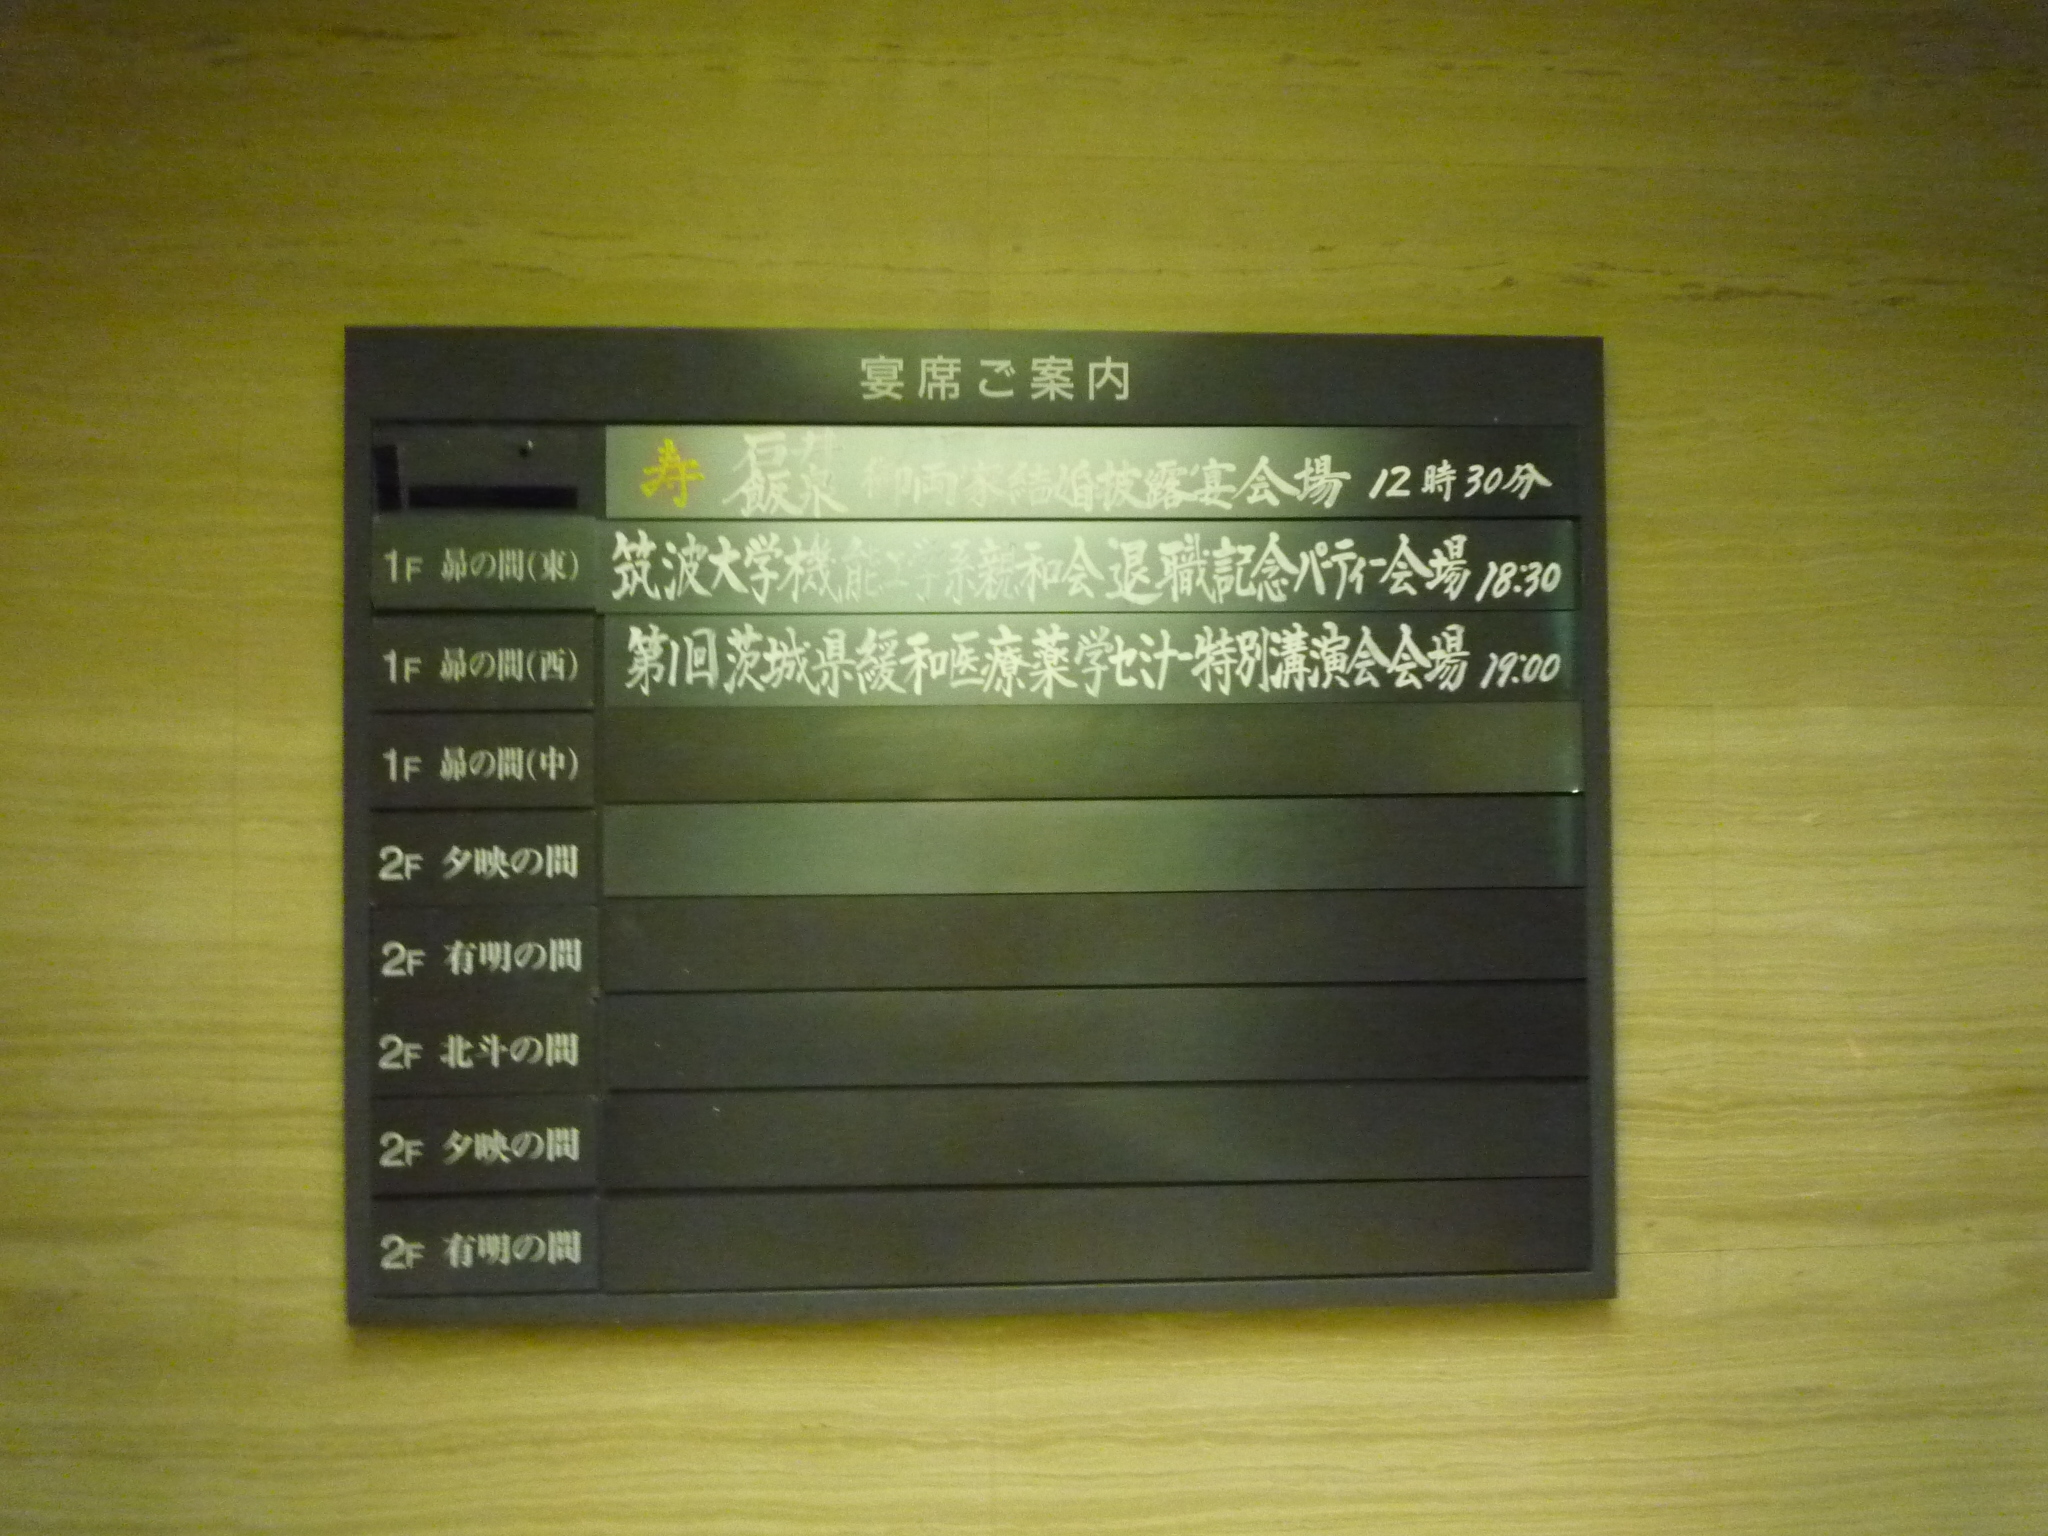 宴席ご案内
寿 石井 飯泉 御両家結婚披露宴会場 12時30分
1F 昴の間(東) 筑波大学機能工学系親和会退職記念パーティー会場 18:30
1F 昴の間(西) 第1回茨城県緩和医療薬学セミナー特別講演会会場 19:00
1F 昴の間(中)
2F 夕映の間
2F 有明の間
2F 北斗の間
2F 夕映の間
2F 有明の間